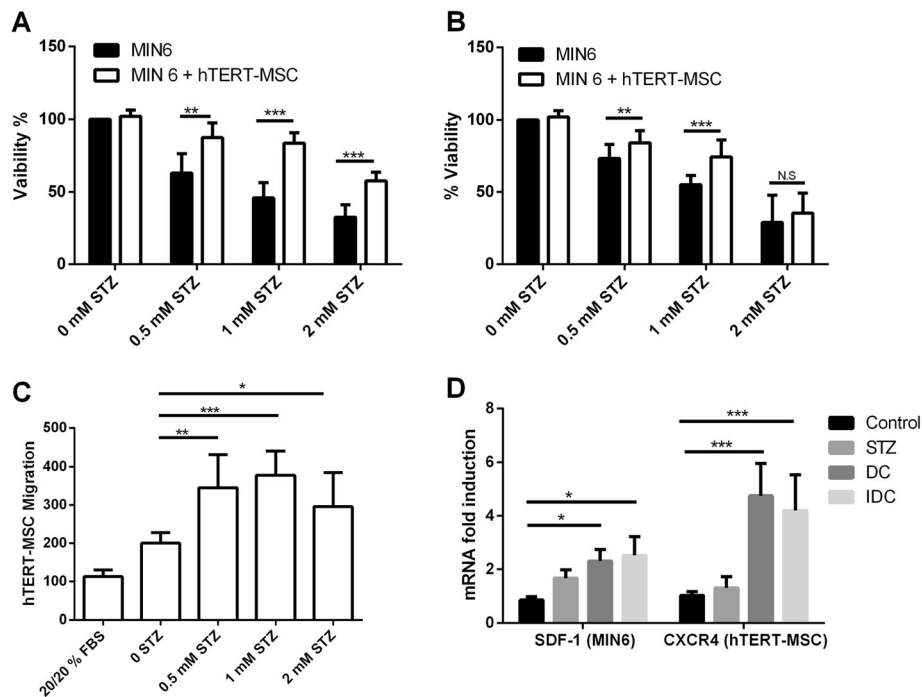 A
MIN6
MIN 6 + hTERT-MSC
Vaibility %
150
100
50
0
**
***
***
0 mM STZ
0.5 mM STZ
1 mM STZ
2 mM STZ
B
MIN6
MIN 6 + hTERT-MSC
% Viability
150
100
50
0
**
***
N.S
0 mM STZ
0.5 mM STZ
1 mM STZ
2 mM STZ
C
hTERT-MSC Migration
500
400
300
200
100
0
*
***
**
20/20 % FBS
0 STZ
0.5 mM STZ
1 mM STZ
2 mM STZ
D
mRNA fold induction
8
6
4
2
0
*
*
***
***
SDF-1 (MIN6)
CXCR4 (hTERT-MSC)
Control
STZ
DC
IDC